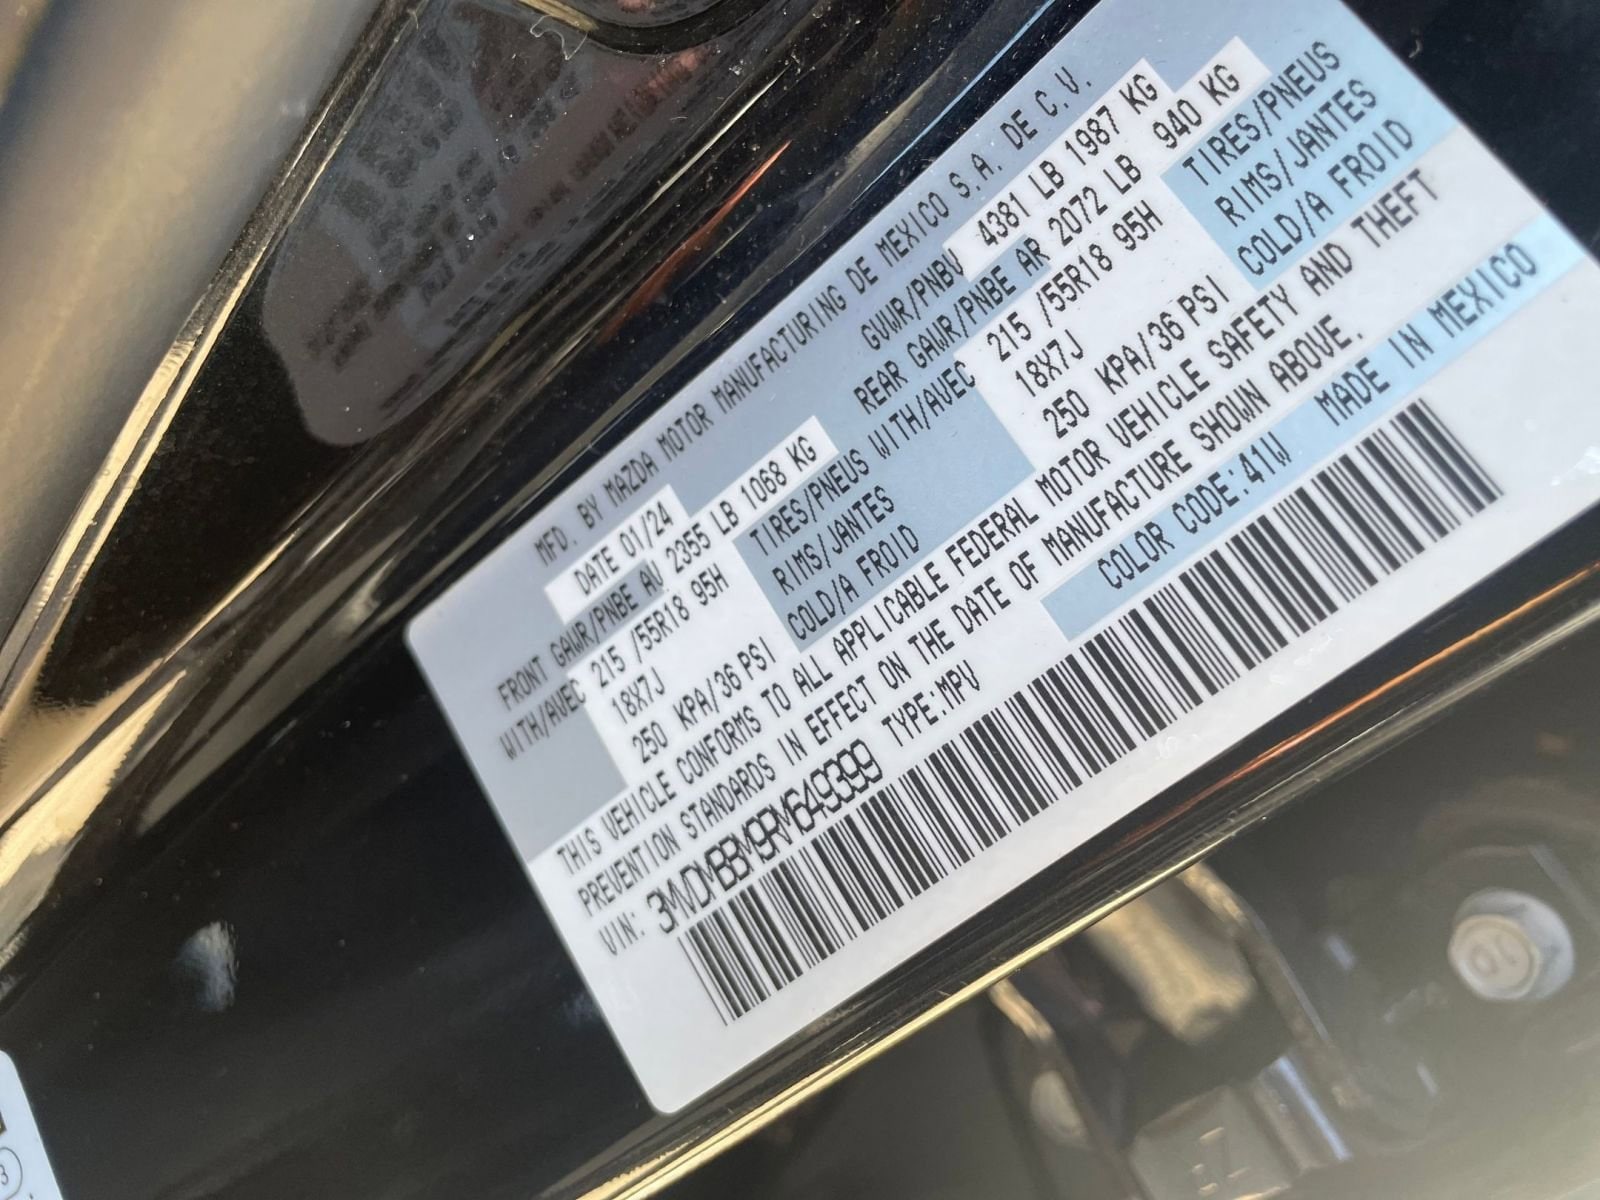 MFD. BY MAZDA MOTOR MANUFACTURING DE MEXICO S.A. DE C.V.
DATE 01/24 GVWR/PNBV 4381 LB 1987 KG
FRONT GAWR/PNBE AV 2355 LB 1068 KG REAR GAWR/PNBE AR 2072 LB 940 KG
WITH/AVEC 215 /55R18 95H TIRES/PNEUS WITH/AVEC 215 /55R18 95H TIRES/PNEUS
18X7J RIMS/JANTES 18X7J RIMS/JANTES
250 KPA/36 PSI COLD/A FROID 250 KPA/36 PSI COLD/A FROID
THIS VEHICLE CONFORMS TO ALL APPLICABLE FEDERAL MOTOR VEHICLE SAFETY AND THEFT
PREVENTION STANDARDS IN EFFECT ON THE DATE OF MANUFACTURE SHOWN ABOVE.
VIN: 3MVDMBBM9RM649399 TYPE:MPV COLOR CODE:41W MADE IN MEXICO
10
3